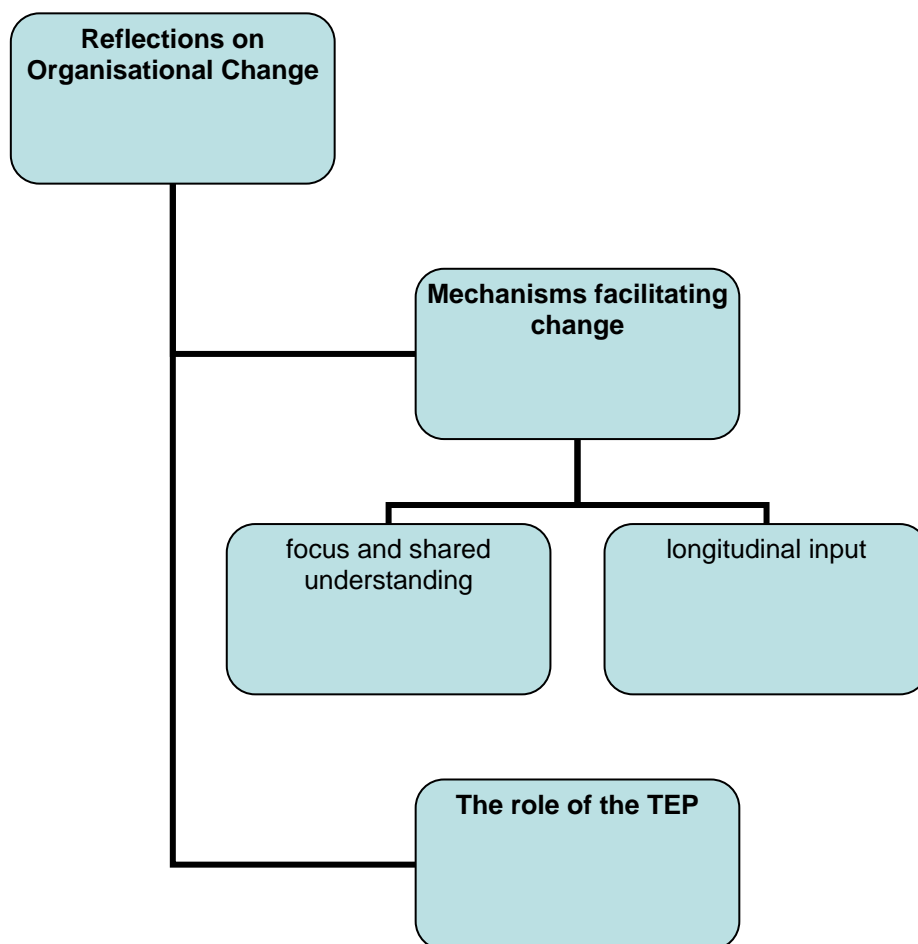 Reflections on
Organisational Change
Mechanisms facilitating
change
focus and shared
understanding
longitudinal input
The role of the TEP